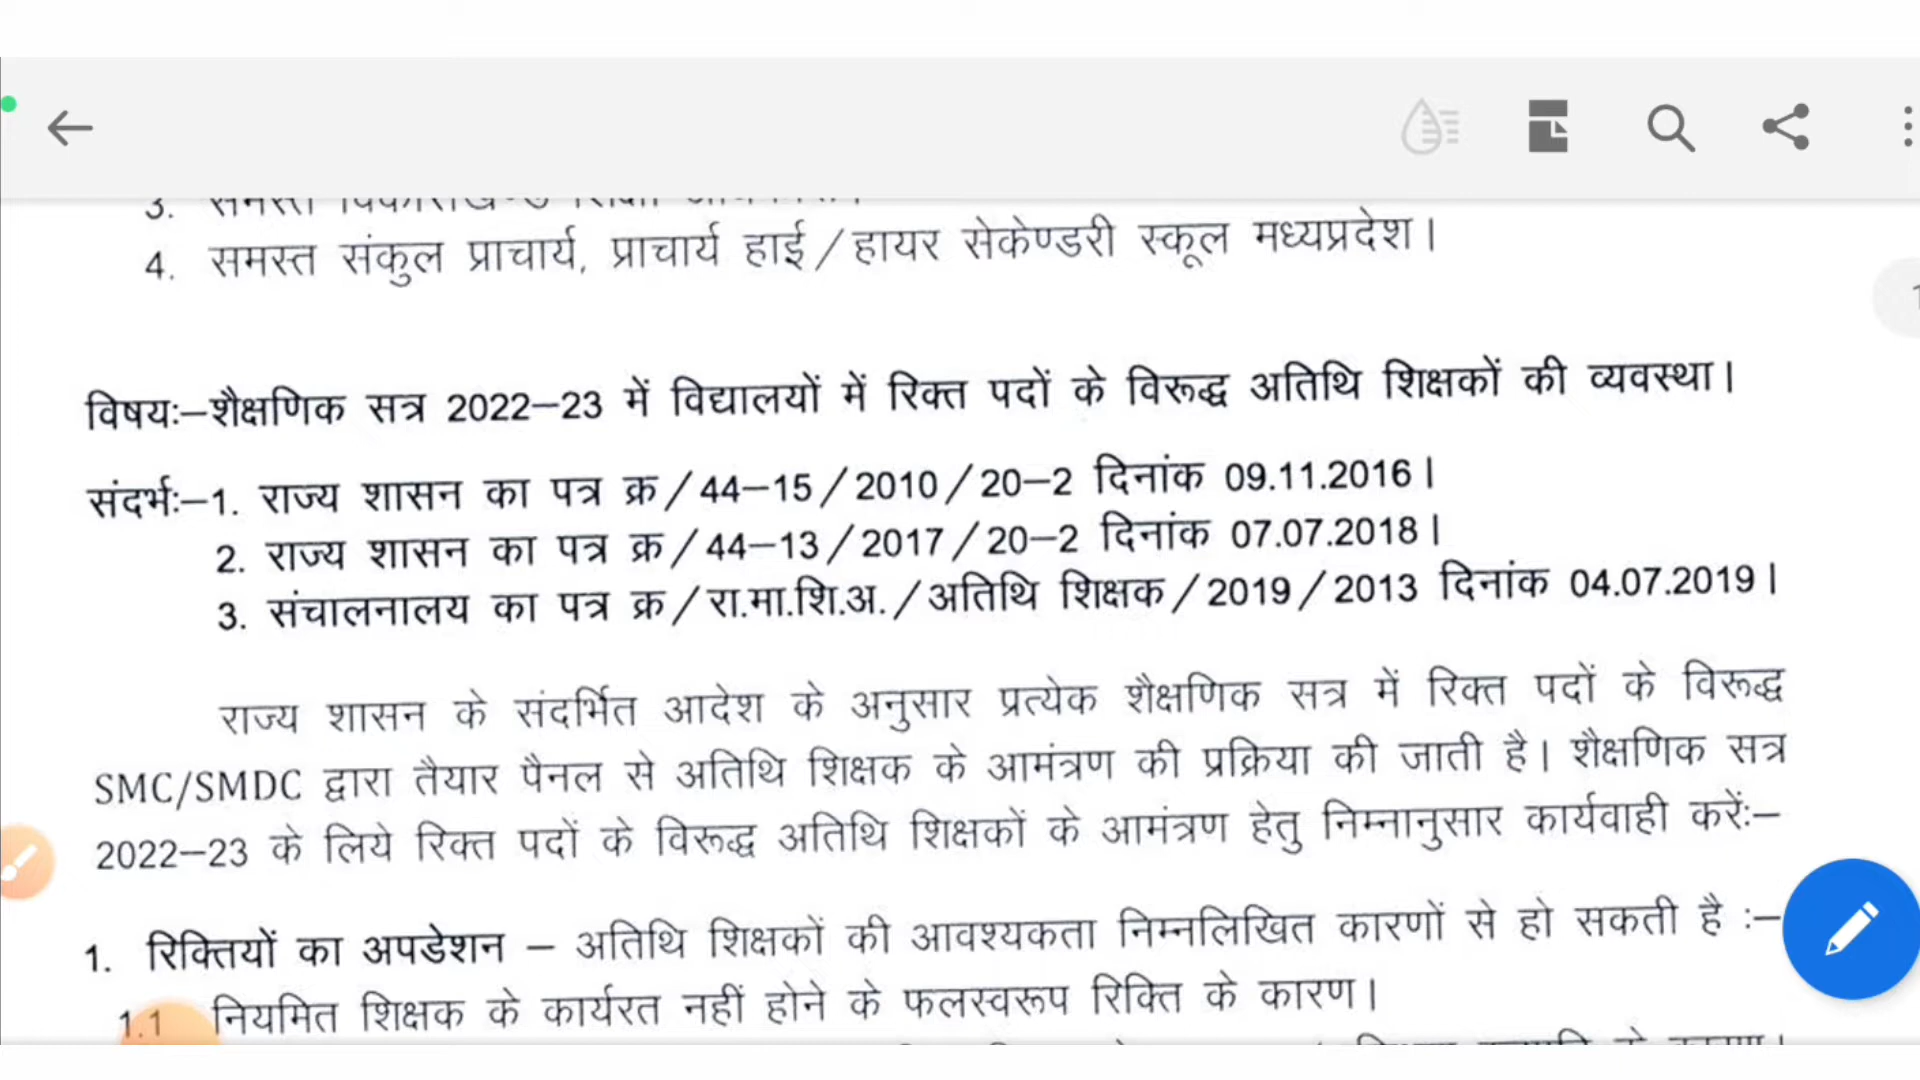 3. समस्त विकासखण्ड शिक्षा
4. समस्त संकुल प्राचार्य, प्राचार्य हाई/हायर सेकेण्डरी स्कूल मध्यप्रदेश।
1
विषयः–शैक्षणिक सत्र 2022–23 में विद्यालयों में रिक्त पदों के विरूद्ध अतिथि शिक्षकों की व्यवस्था।
संदर्भः–1. राज्य शासन का पत्र क्र/44–15/2010/20–2 दिनांक 09.11.2016।
2. राज्य शासन का पत्र क्र/44–13/2017/20–2 दिनांक 07.07.2018।
3. संचालनालय का पत्र क्र/रा.मा.शि.अ./अतिथि शिक्षक/2019/2013 दिनांक 04.07.2019।
राज्य शासन के संदर्भित आदेश के अनुसार प्रत्येक शैक्षणिक सत्र में रिक्त पदों के विरूद्ध
SMC/SMDC द्वारा तैयार पैनल से अतिथि शिक्षक के आमंत्रण की प्रक्रिया की जाती है। शैक्षणिक सत्र
2022–23 के लिये रिक्त पदों के विरूद्ध अतिथि शिक्षकों के आमंत्रण हेतु निम्नानुसार कार्यवाही करेंः–
1. रिक्तियों का अपडेशन – अतिथि शिक्षकों की आवश्यकता निम्नलिखित कारणों से हो सकती है :–
1.1 नियमित शिक्षक के कार्यरत नहीं होने के फलस्वरूप रिक्ति के कारण।